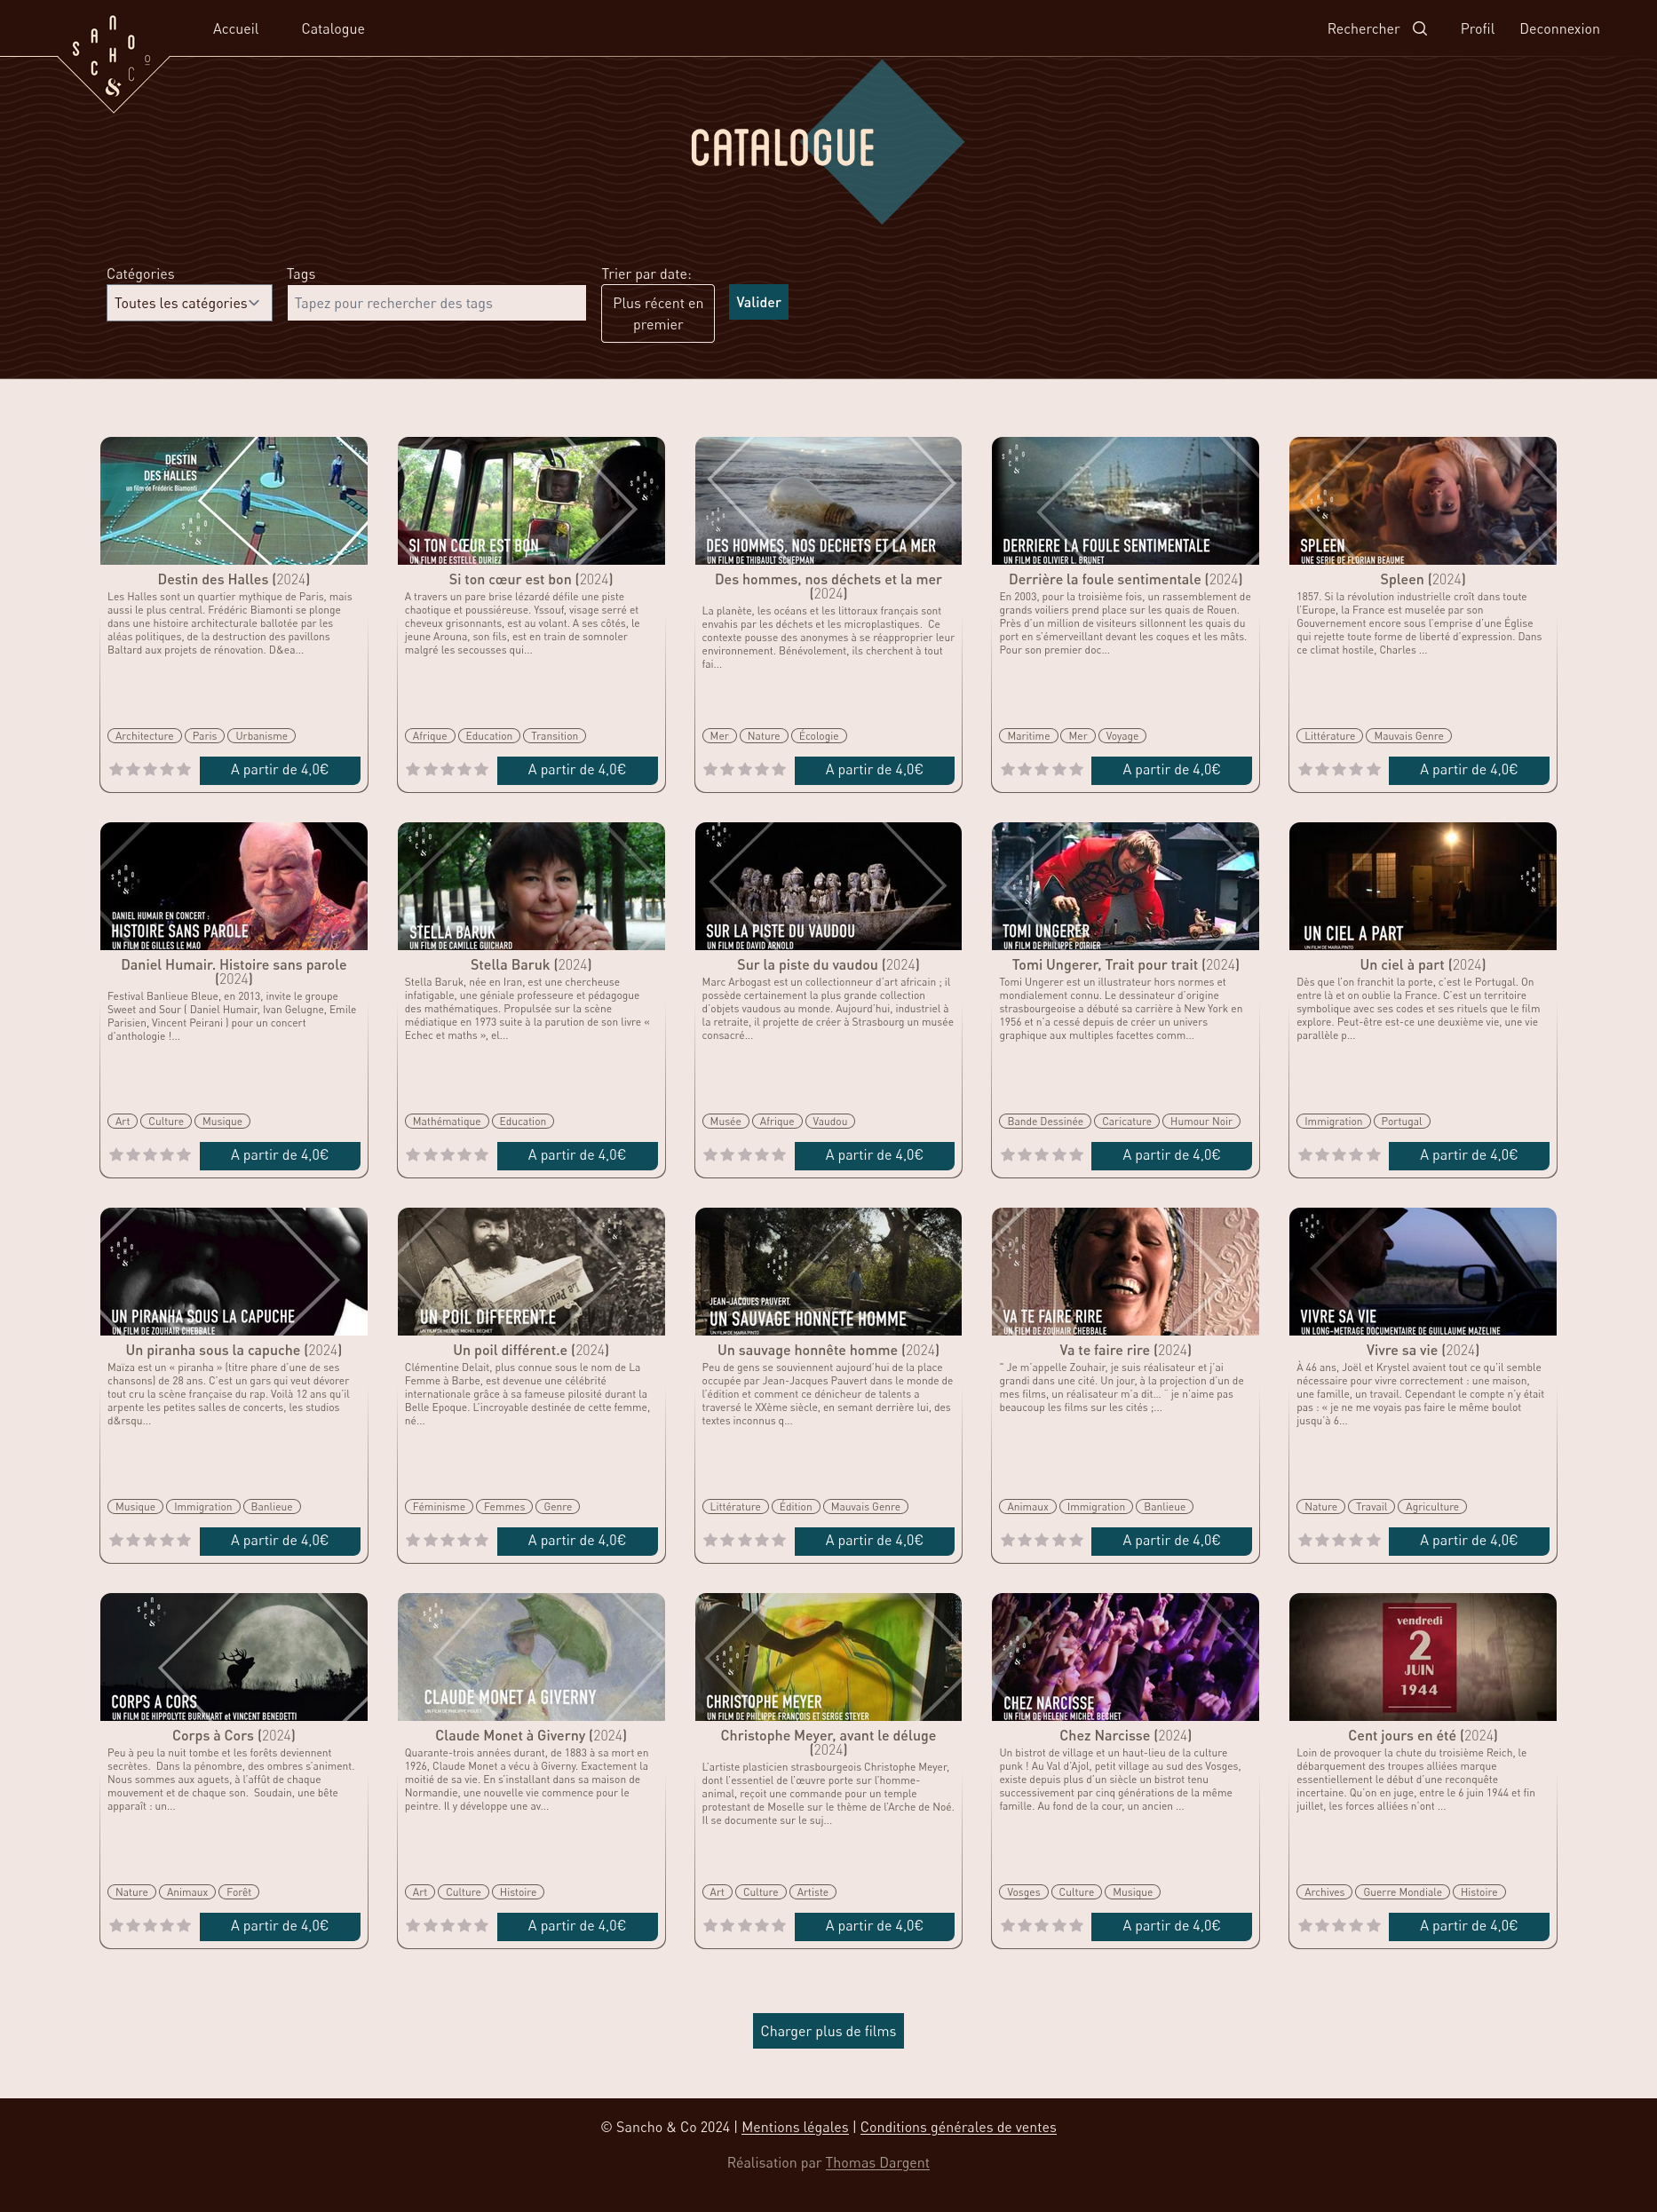 SANCHO & Cº
Accueil
Catalogue
Rechercher
Profil
Deconnexion
CATALOGUE
Catégories
Toutes les catégories
Tags
Tapez pour rechercher des tags
Trier par date:
Plus récent en
premier
Valider
DESTIN
DES HALLES
un film de Frédéric Biamonti
Destin des Halles (2024)
Les Halles sont un quartier mythique de Paris, mais
aussi le plus central. Frédéric Biamonti se plonge
dans une histoire architecturale ballotée par les
aléas politiques, de la destruction des pavillons
Baltard aux projets de rénovation. D&ea...
Architecture
Paris
Urbanisme
A partir de 4,0€
SI TON CŒUR EST BON
UN FILM DE ESTELLE DURIEZ
Si ton cœur est bon (2024)
A travers un pare brise lézardé défile une piste
chaotique et poussiéreuse. Yssouf, visage serré et
cheveux grisonnants, est au volant. A ses côtés, le
jeune Arouna, son fils, est en train de somnoler
malgré les secousses qui...
Afrique
Education
Transition
A partir de 4,0€
DES HOMMES, NOS DECHETS ET LA MER
UN FILM DE THIBAULT SCHEPMAN
Des hommes, nos déchets et la mer
(2024)
La planète, les océans et les littoraux français sont
envahis par les déchets et les microplastiques. Ce
contexte pousse des anonymes à se réapproprier leur
environnement. Bénévolement, ils cherchent à tout
fai...
Mer
Nature
Écologie
A partir de 4,0€
DERRIERE LA FOULE SENTIMENTALE
UN FILM DE OLIVIER L. BRUNET
Derrière la foule sentimentale (2024)
En 2003, pour la troisième fois, un rassemblement de
grands voiliers prend place sur les quais de Rouen.
Près d'un million de visiteurs sillonnent les quais du
port en s'émerveillant devant les coques et les mâts.
Pour son premier doc...
Maritime
Mer
Voyage
A partir de 4,0€
SPLEEN
UNE SERIE DE FLORIAN BEAUME
Spleen (2024)
1857. Si la révolution industrielle croît dans toute
l'Europe, la France est muselée par son
Gouvernement encore sous l'emprise d'une Église
qui rejette toute forme de liberté d'expression. Dans
ce climat hostile, Charles ...
Littérature
Mauvais Genre
A partir de 4,0€
DANIEL HUMAIR EN CONCERT :
HISTOIRE SANS PAROLE
UN FILM DE GILLES LE MAO
Daniel Humair. Histoire sans parole
(2024)
Festival Banlieue Bleue, en 2013, invite le groupe
Sweet and Sour ( Daniel Humair, Ivan Gelugne, Emile
Parisien, Vincent Peirani ) pour un concert
d'anthologie !...
Art
Culture
Musique
A partir de 4,0€
STELLA BARUK
UN FILM DE CAMILLE GUICHARD
Stella Baruk (2024)
Stella Baruk, née en Iran, est une chercheuse
infatigable, une géniale professeure et pédagogue
des mathématiques. Propulsée sur la scène
médiatique en 1973 suite à la parution de son livre «
Echec et maths », el...
Mathématique
Education
A partir de 4,0€
SUR LA PISTE DU VAUDOU
UN FILM DE DAVID ARNOLD
Sur la piste du vaudou (2024)
Marc Arbogast est un collectionneur d'art africain ; il
possède certainement la plus grande collection
d'objets vaudous au monde. Aujourd'hui, industriel à
la retraite, il projette de créer à Strasbourg un musée
consacré...
Musée
Afrique
Vaudou
A partir de 4,0€
TOMI UNGERER
UN FILM DE PHILIPPE POIRIER
Tomi Ungerer, Trait pour trait (2024)
Tomi Ungerer est un illustrateur hors normes et
mondialement connu. Le dessinateur d'origine
strasbourgeoise a débuté sa carrière à New York en
1956 et n'a cessé depuis de créer un univers
graphique aux multiples facettes comm...
Bande Dessinée
Caricature
Humour Noir
A partir de 4,0€
UN CIEL A PART
UN FILM DE MARIA PINTO
Un ciel à part (2024)
Dès que l'on franchit la porte, c'est le Portugal. On
entre là et on oublie la France. C'est un territoire
symbolique avec ses codes et ses rituels que le film
explore. Peut-être est-ce une deuxième vie, une vie
parallèle p...
Immigration
Portugal
A partir de 4,0€
UN PIRANHA SOUS LA CAPUCHE
UN FILM DE ZOUHAIR CHEBBALE
Un piranha sous la capuche (2024)
Maïza est un « piranha » (titre phare d'une de ses
chansons) de 28 ans. C'est un gars qui veut dévorer
tout cru la scène française du rap. Voilà 12 ans qu'il
arpente les petites salles de concerts, les studios
d&rsqu...
Musique
Immigration
Banlieue
A partir de 4,0€
UN POIL DIFFERENT.E
UN FILM DE HELENE MICHEL BECHET
Un poil différent.e (2024)
Clémentine Delait, plus connue sous le nom de La
Femme à Barbe, est devenue une célébrité
internationale grâce à sa fameuse pilosité durant la
Belle Epoque. L'incroyable destinée de cette femme,
né...
Féminisme
Femmes
Genre
A partir de 4,0€
JEAN-JACQUES PAUVERT.
UN SAUVAGE HONNETE HOMME
UN FILM DE MARIA PINTO
Un sauvage honnête homme (2024)
Peu de gens se souviennent aujourd'hui de la place
occupée par Jean-Jacques Pauvert dans le monde de
l'édition et comment ce dénicheur de talents a
traversé le XXème siècle, en semant derrière lui, des
textes inconnus q...
Littérature
Édition
Mauvais Genre
A partir de 4,0€
VA TE FAIRE RIRE
UN FILM DE ZOUHAIR CHEBBALE
Va te faire rire (2024)
" Je m'appelle Zouhair, je suis réalisateur et j'ai
grandi dans une cité. Un jour, à la projection d'un de
mes films, un réalisateur m'a dit... ¨ je n'aime pas
beaucoup les films sur les cités ;...
Animaux
Immigration
Banlieue
A partir de 4,0€
VIVRE SA VIE
UN LONG-METRAGE DOCUMENTAIRE DE GUILLAUME MAZELINE
Vivre sa vie (2024)
À 46 ans, Joël et Krystel avaient tout ce qu'il semble
nécessaire pour vivre correctement : une maison,
une famille, un travail. Cependant le compte n'y était
pas : « je ne me voyais pas faire le même boulot
jusqu'à 6...
Nature
Travail
Agriculture
A partir de 4,0€
CORPS A CORS
UN FILM DE HIPPOLYTE BURKHART et VINCENT BENEDETTI
Corps à Cors (2024)
Peu à peu la nuit tombe et les forêts deviennent
secrètes. Dans la pénombre, des ombres s'animent.
Nous sommes aux aguets, à l'affût de chaque
mouvement et de chaque son. Soudain, une bête
apparaît : un...
Nature
Animaux
Forêt
A partir de 4,0€
CLAUDE MONET A GIVERNY
UN FILM DE PHILIPPE PIGUET
Claude Monet à Giverny (2024)
Quarante-trois années durant, de 1883 à sa mort en
1926, Claude Monet a vécu à Giverny. Exactement la
moitié de sa vie. En s'installant dans sa maison de
Normandie, une nouvelle vie commence pour le
peintre. Il y développe une av...
Art
Culture
Histoire
A partir de 4,0€
CHRISTOPHE MEYER
UN FILM DE PHILIPPE FRANÇOIS ET SERGE STEYER
Christophe Meyer, avant le déluge
(2024)
L'artiste plasticien strasbourgeois Christophe Meyer,
dont l'essentiel de l'œuvre porte sur l'homme-
animal, reçoit une commande pour un temple
protestant de Moselle sur le thème de l'Arche de Noé.
Il se documente sur le suj...
Art
Culture
Artiste
A partir de 4,0€
CHEZ NARCISSE
UN FILM DE HELENE MICHEL BECHET
Chez Narcisse (2024)
Un bistrot de village et un haut-lieu de la culture
punk ! Au Val d'Ajol, petit village au sud des Vosges,
existe depuis plus d'un siècle un bistrot tenu
successivement par cinq générations de la même
famille. Au fond de la cour, un ancien ...
Vosges
Culture
Musique
A partir de 4,0€
vendredi
2
JUIN
1944
Cent jours en été (2024)
Loin de provoquer la chute du troisième Reich, le
débarquement des troupes alliées marque
essentiellement le début d'une reconquête
incertaine. Qu'on en juge, entre le 6 juin 1944 et fin
juillet, les forces alliées n'ont ...
Archives
Guerre Mondiale
Histoire
A partir de 4,0€
Charger plus de films
© Sancho & Co 2024 | Mentions légales | Conditions générales de ventes
Réalisation par Thomas Dargent